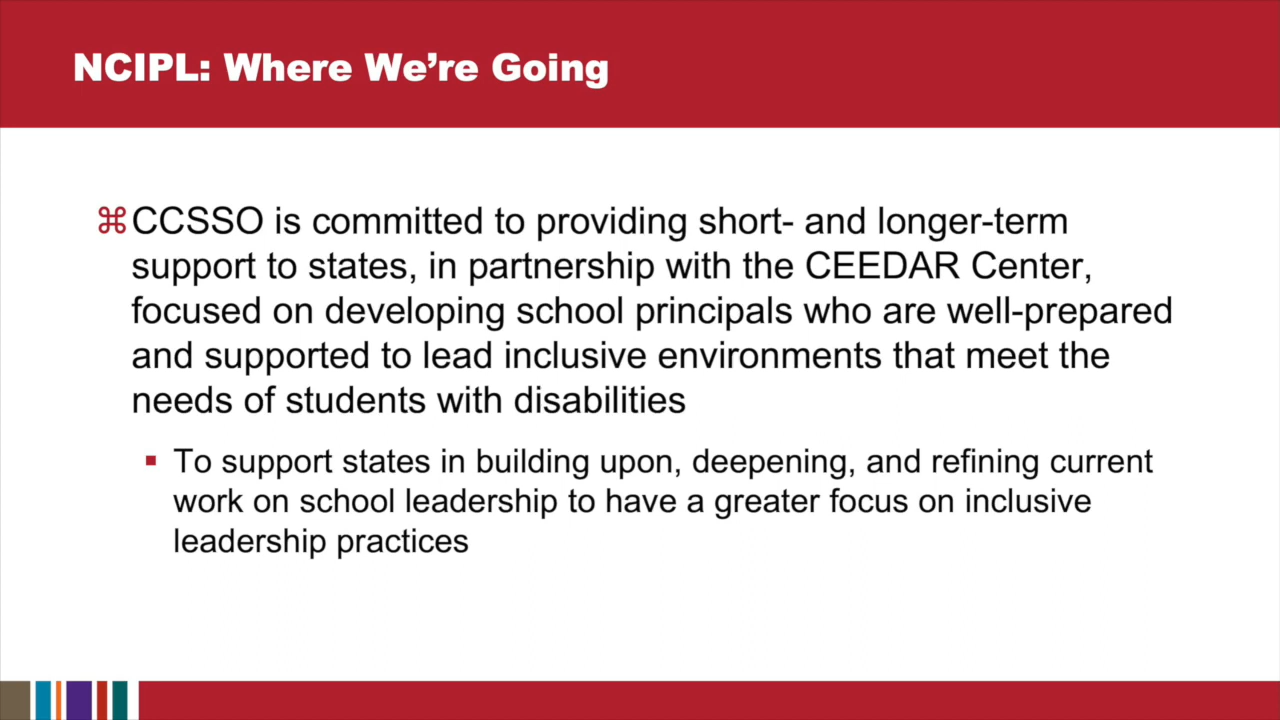 NCIPL: Where We’re Going
⌘CCSSO is committed to providing short- and longer-term
support to states, in partnership with the CEEDAR Center,
focused on developing school principals who are well-prepared
and supported to lead inclusive environments that meet the
needs of students with disabilities
▪ To support states in building upon, deepening, and refining current
work on school leadership to have a greater focus on inclusive
leadership practices